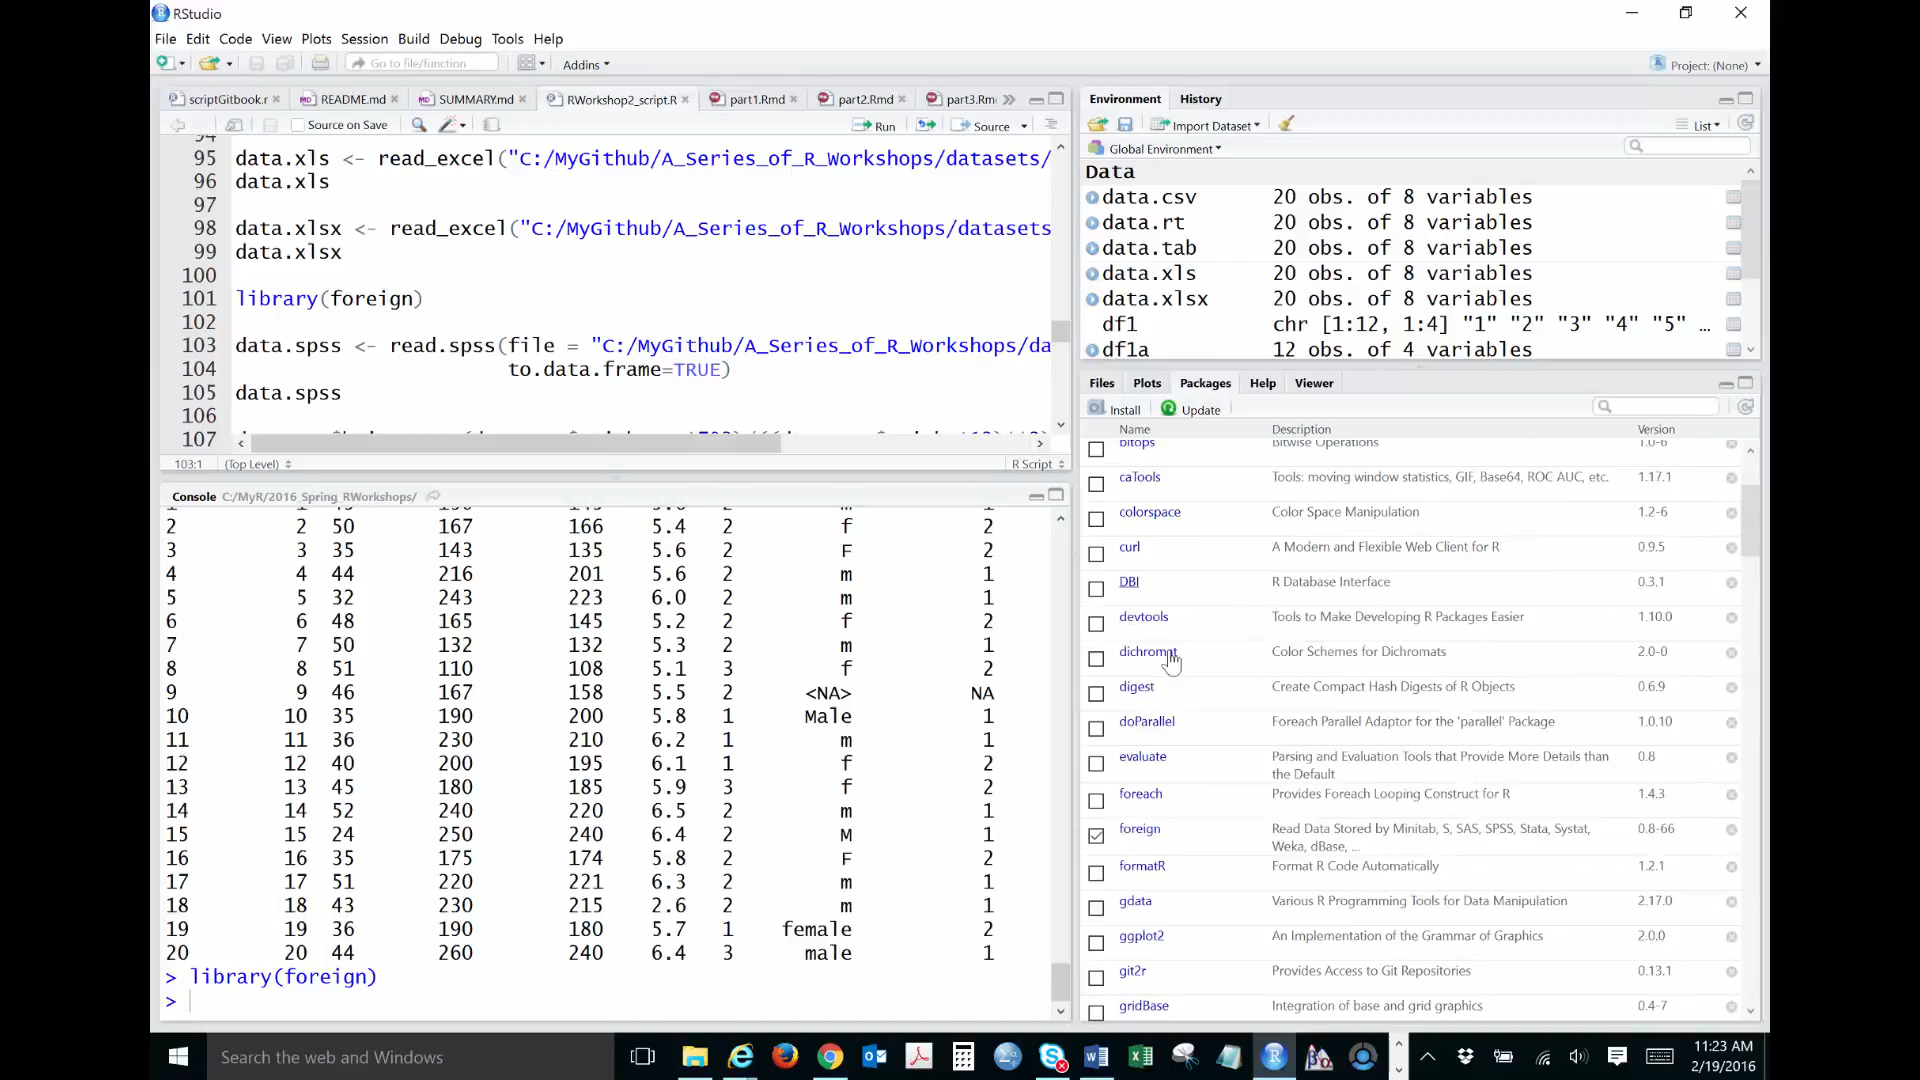 RStudio
File Edit Code View Plots Session Build Debug Tools Help
Go to file/function Addins Project: (None)
scriptGitbook.r README.md SUMMARY.md RWorkshop2_script.R part1.Rmd part2.Rmd part3.Rm
Source on Save Run Source
94
95 data.xls <- read_excel("C:/MyGithub/A_Series_of_R_Workshops/datasets/
96 data.xls
97
98 data.xlsx <- read_excel("C:/MyGithub/A_Series_of_R_Workshops/datasets
99 data.xlsx
100
101 library(foreign)
102
103 data.spss <- read.spss(file = "C:/MyGithub/A_Series_of_R_Workshops/da
104 to.data.frame=TRUE)
105 data.spss
106
107
103:1 (Top Level) R Script
Console C:/MyR/2016_Spring_RWorkshops/
2 2 50 167 166 5.4 2 f 2
3 3 35 143 135 5.6 2 F 2
4 4 44 216 201 5.6 2 m 1
5 5 32 243 223 6.0 2 m 1
6 6 48 165 145 5.2 2 f 2
7 7 50 132 132 5.3 2 m 1
8 8 51 110 108 5.1 3 f 2
9 9 46 167 158 5.5 2 <NA> NA
10 10 35 190 200 5.8 1 Male 1
11 11 36 230 210 6.2 1 m 1
12 12 40 200 195 6.1 1 f 2
13 13 45 180 185 5.9 3 f 2
14 14 52 240 220 6.5 2 m 1
15 15 24 250 240 6.4 2 M 1
16 16 35 175 174 5.8 2 F 2
17 17 51 220 221 6.3 2 m 1
18 18 43 230 215 2.6 2 m 1
19 19 36 190 180 5.7 1 female 2
20 20 44 260 240 6.4 3 male 1
> library(foreign)
>
Environment History
Import Dataset List
Global Environment
Data
data.csv 20 obs. of 8 variables
data.rt 20 obs. of 8 variables
data.tab 20 obs. of 8 variables
data.xls 20 obs. of 8 variables
data.xlsx 20 obs. of 8 variables
df1 chr [1:12, 1:4] "1" "2" "3" "4" "5" ...
df1a 12 obs. of 4 variables
Files Plots Packages Help Viewer
Install Update
Name Description Version
bitops Bitwise Operations 1.0-6
caTools Tools: moving window statistics, GIF, Base64, ROC AUC, etc. 1.17.1
colorspace Color Space Manipulation 1.2-6
curl A Modern and Flexible Web Client for R 0.9.5
DBI R Database Interface 0.3.1
devtools Tools to Make Developing R Packages Easier 1.10.0
dichromat Color Schemes for Dichromats 2.0-0
digest Create Compact Hash Digests of R Objects 0.6.9
doParallel Foreach Parallel Adaptor for the 'parallel' Package 1.0.10
evaluate Parsing and Evaluation Tools that Provide More Details than 0.8
the Default
foreach Provides Foreach Looping Construct for R 1.4.3
foreign Read Data Stored by Minitab, S, SAS, SPSS, Stata, Systat, 0.8-66
Weka, dBase, ...
formatR Format R Code Automatically 1.2.1
gdata Various R Programming Tools for Data Manipulation 2.17.0
ggplot2 An Implementation of the Grammar of Graphics 2.0.0
git2r Provides Access to Git Repositories 0.13.1
gridBase Integration of base and grid graphics 0.4-7
Search the web and Windows
11:23 AM
2/19/2016